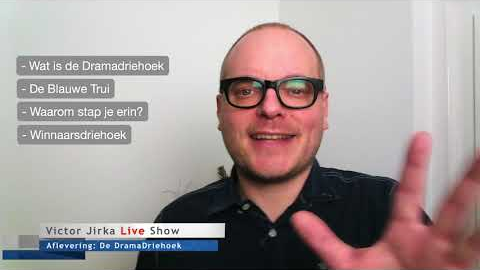 - Wat is de Dramadriehoek
- De Blauwe Trui
- Waarom stap je erin?
- Winnaarsdriehoek
Victor Jirka Live Show
Aflevering: De DramaDriehoek